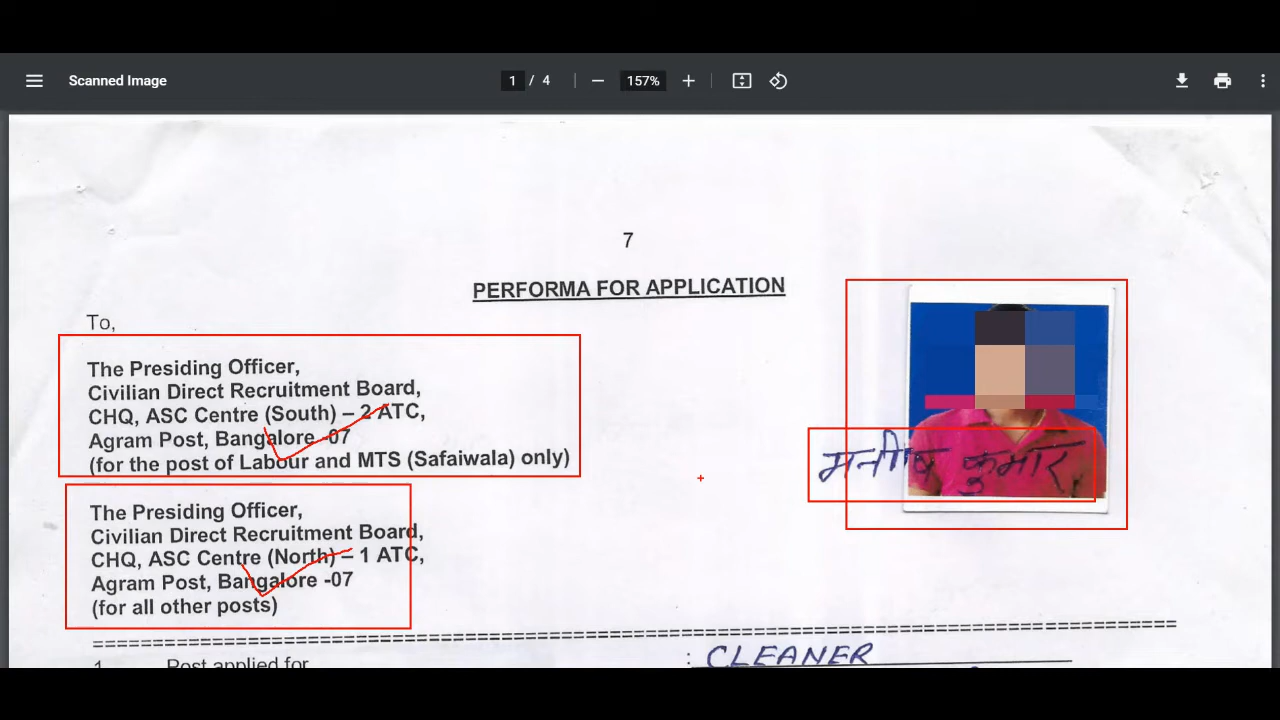 Scanned Image
1 / 4
157%
7
PERFORMA FOR APPLICATION
To,
The Presiding Officer,
Civilian Direct Recruitment Board,
CHQ, ASC Centre (South) – 2 ATC,
Agram Post, Bangalore -07
(for the post of Labour and MTS (Safaiwala) only)
मनीष कुमार
The Presiding Officer,
Civilian Direct Recruitment Board,
CHQ, ASC Centre (North) – 1 ATC,
Agram Post, Bangalore -07
(for all other posts)
==========================================================================
1. Post applied for : CLEANER